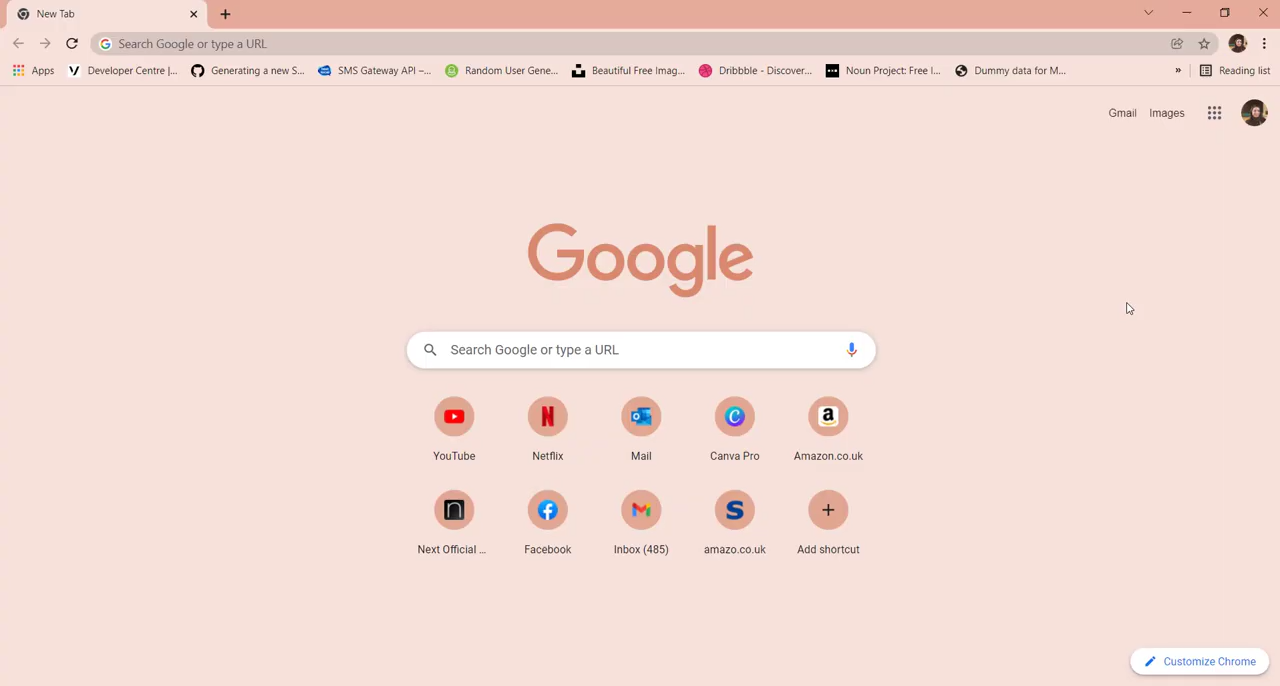 New Tab
Search Google or type a URL
Apps Developer Centre |... Generating a new S... SMS Gateway API –... Random User Gene... Beautiful Free Imag... Dribbble - Discover... Noun Project: Free I... Dummy data for M... » Reading list
Gmail Images
Google
Search Google or type a URL
YouTube Netflix Mail Canva Pro Amazon.co.uk
Next Official ... Facebook Inbox (485) amazo.co.uk Add shortcut
Customize Chrome